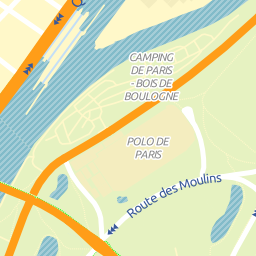 CAMPING
DE PARIS
- BOIS DE
BOULOGNE
POLO DE
PARIS
Route des Moulins